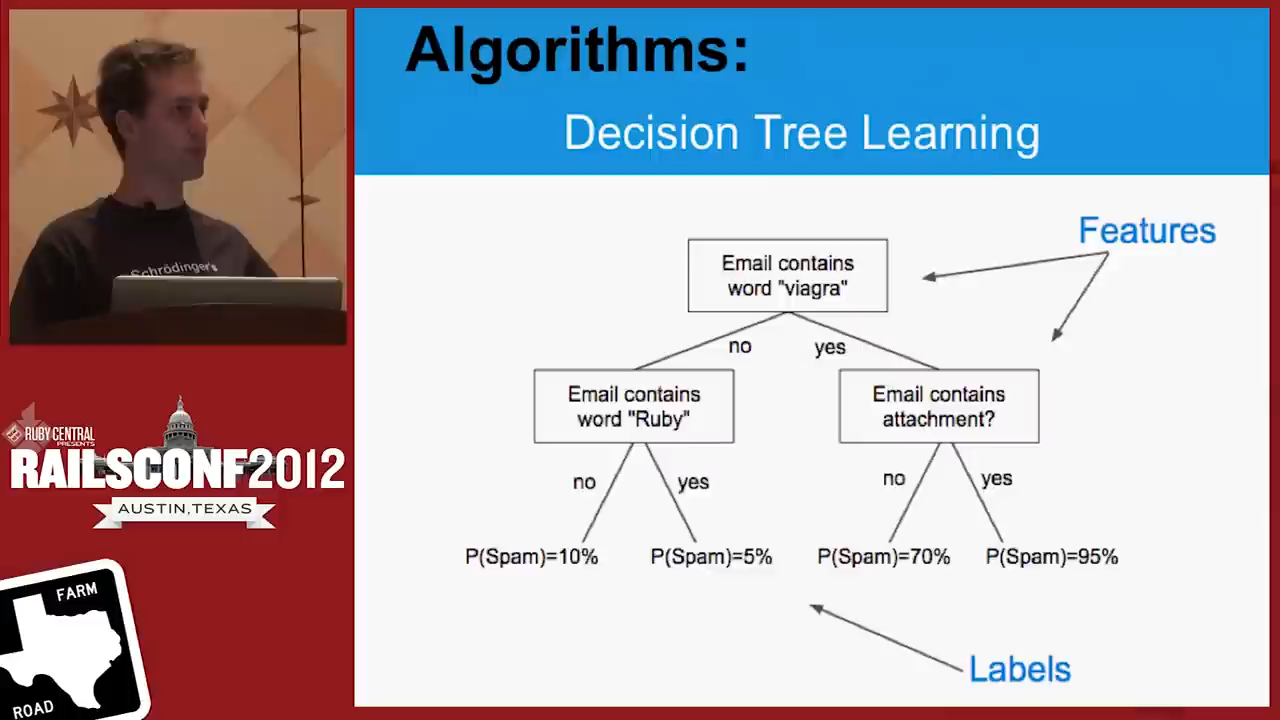 Algorithms:
Decision Tree Learning
Features
Email contains
word "viagra"
no
yes
Email contains
word "Ruby"
Email contains
attachment?
no
yes
no
yes
P(Spam)=10%
P(Spam)=5%
P(Spam)=70%
P(Spam)=95%
Labels
Schrödinger's
RUBY CENTRAL
PRESENTS
RAILSCONF2012
AUSTIN,TEXAS
FARM
ROAD